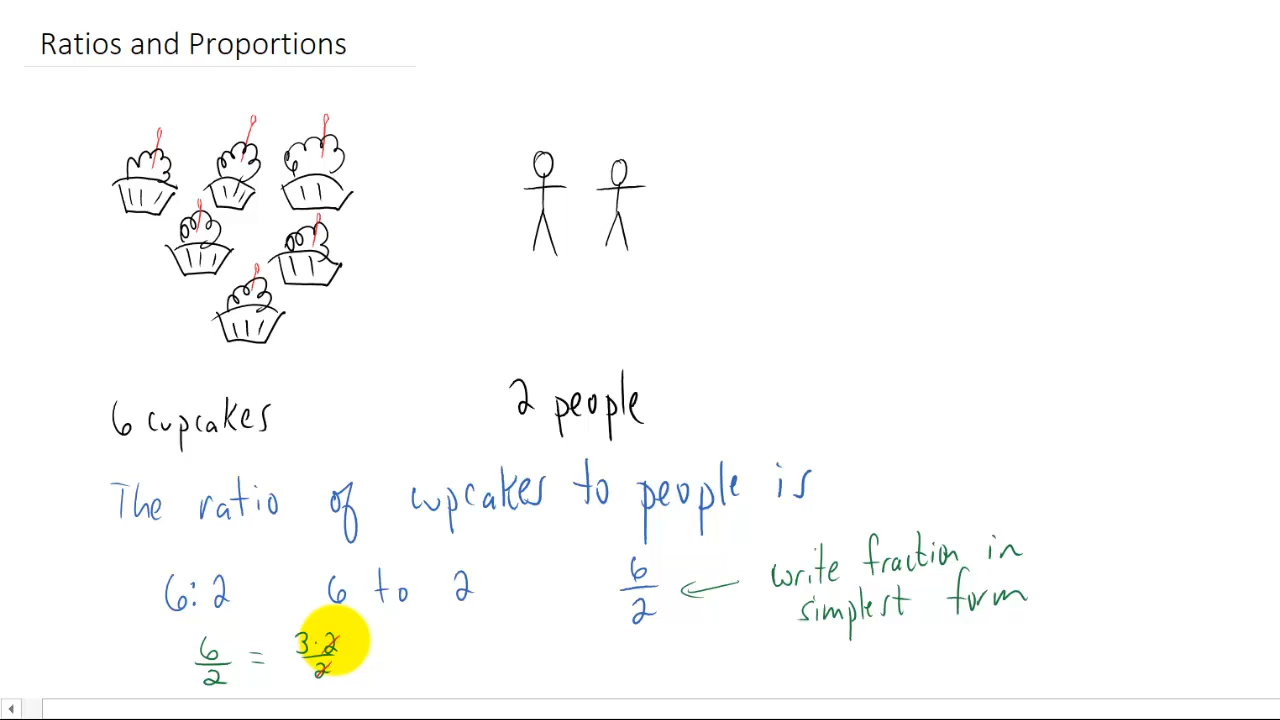 Ratios and Proportions
6 cupcakes 2 people
The ratio of cupcakes to people is
6:2 6 to 2 6/2 ← write fraction in
simplest form
6/2 = 3·2/2